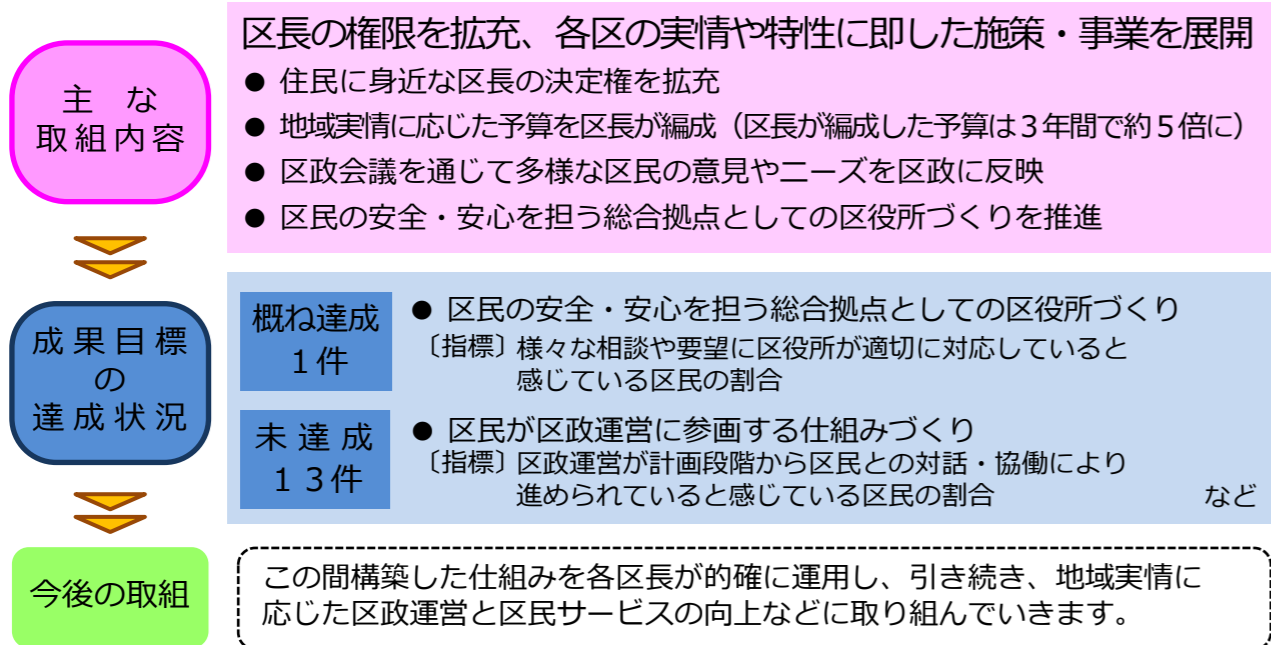 主な
取組内容
区長の権限を拡充、各区の実情や特性に即した施策・事業を展開
● 住民に身近な区長の決定権を拡充
● 地域実情に応じた予算を区長が編成（区長が編成した予算は３年間で約５倍に）
● 区政会議を通じて多様な区民の意見やニーズを区政に反映
● 区民の安全・安心を担う総合拠点としての区役所づくりを推進
成果目標
の
達成状況
概ね達成
１件
● 区民の安全・安心を担う総合拠点としての区役所づくり
〔指標〕様々な相談や要望に区役所が適切に対応していると
感じている区民の割合
未達成
１３件
● 区民が区政運営に参画する仕組みづくり
〔指標〕区政運営が計画段階から区民との対話・協働により
進められていると感じている区民の割合 など
今後の取組
この間構築した仕組みを各区長が的確に運用し、引き続き、地域実情に
応じた区政運営と区民サービスの向上などに取り組んでいきます。